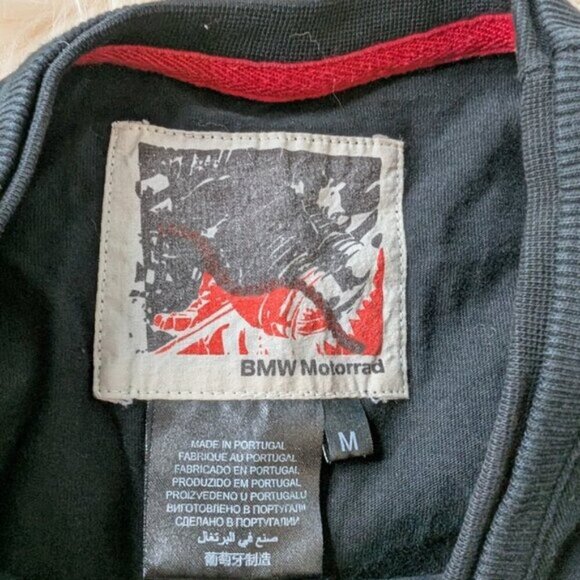 BMW Motorrad
M
MADE IN PORTUGAL
FABRIQUE AU PORTUGAL
FABRICADO EN PORTUGAL
PRODUZIDO EM PORTUGAL
PROIZVEDENO U PORTUGALU
ВИГОТОВЛЕНО В ПОРТУГАЛИИ
СДЕЛАНО В ПОРТУГАЛИИ
صنع في البرتغال
葡萄牙制造